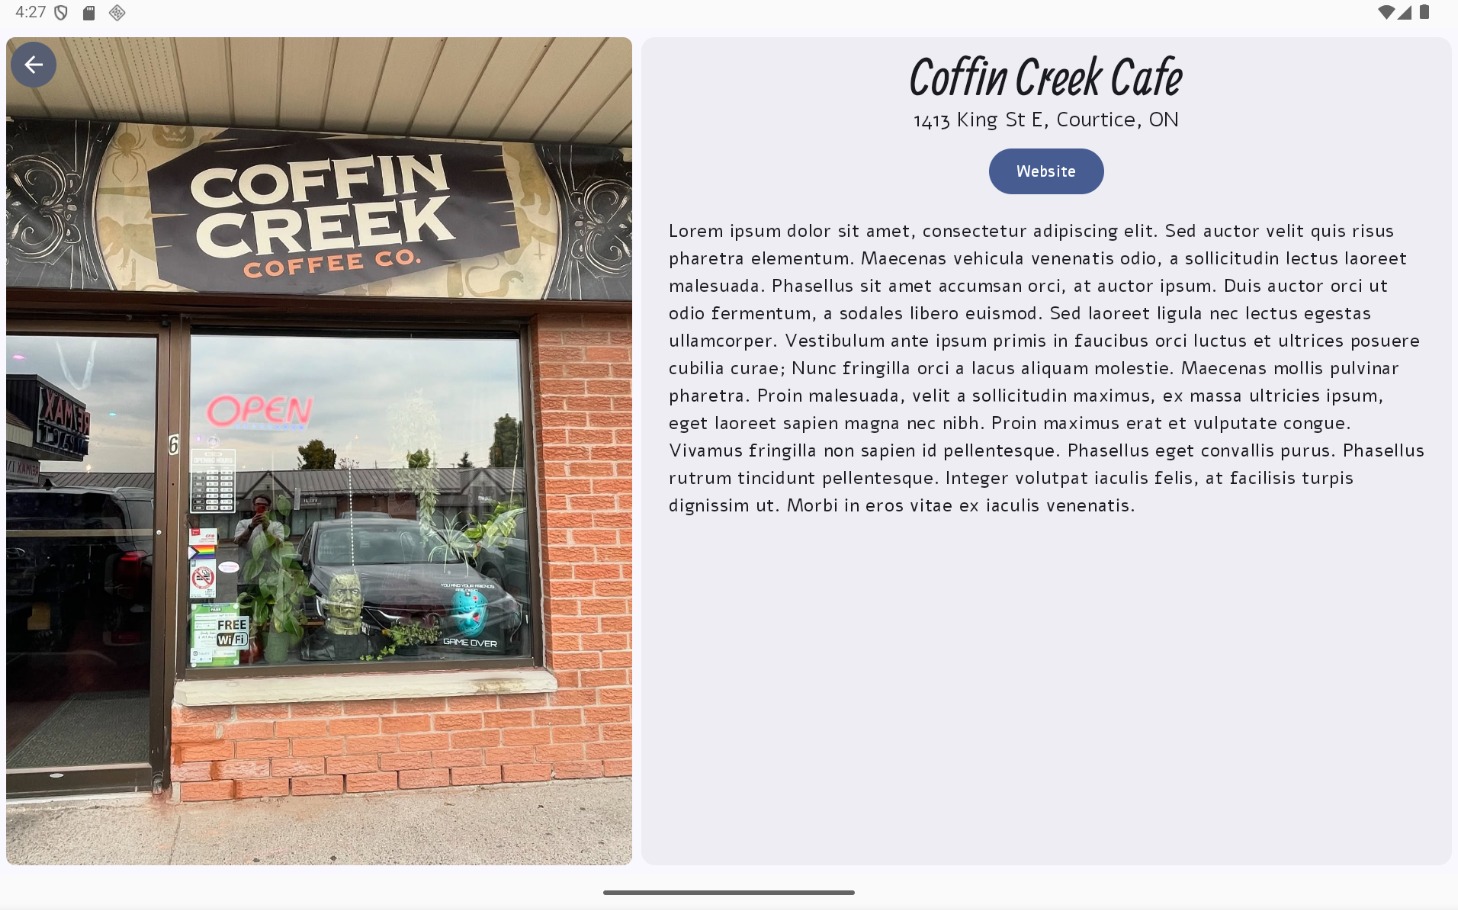 4:27
COFFIN
CREEK
COFFEE CO.
OPEN
6
FREE
WiFi
YOU AND YOUR FRIENDS
GAME OVER
Coffin Creek Cafe
1413 King St E, Courtice, ON
Website
Lorem ipsum dolor sit amet, consectetur adipiscing elit. Sed auctor velit quis risus
pharetra elementum. Maecenas vehicula venenatis odio, a sollicitudin lectus laoreet
malesuada. Phasellus sit amet accumsan orci, at auctor ipsum. Duis auctor orci ut
odio fermentum, a sodales libero euismod. Sed laoreet ligula nec lectus egestas
ullamcorper. Vestibulum ante ipsum primis in faucibus orci luctus et ultrices posuere
cubilia curae; Nunc fringilla orci a lacus aliquam molestie. Maecenas mollis pulvinar
pharetra. Proin malesuada, velit a sollicitudin maximus, ex massa ultricies ipsum,
eget laoreet sapien magna nec nibh. Proin maximus erat et vulputate congue.
Vivamus fringilla non sapien id pellentesque. Phasellus eget convallis purus. Phasellus
rutrum tincidunt pellentesque. Integer volutpat iaculis felis, at facilisis turpis
dignissim ut. Morbi in eros vitae ex iaculis venenatis.